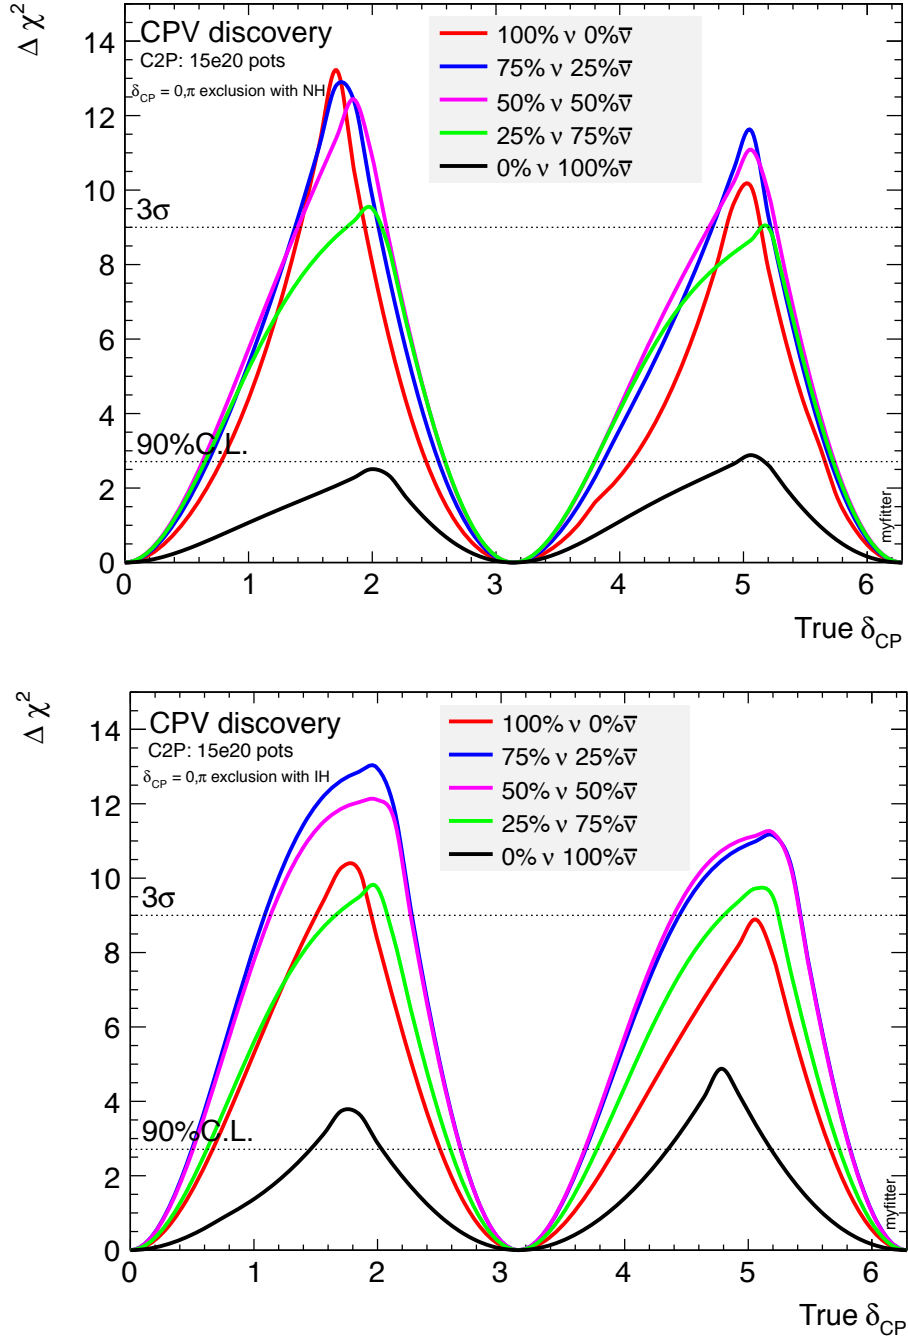 Δ χ²
14
12
10
8
6
4
2
0
CPV discovery
C2P: 15e20 pots
δCP = 0,π exclusion with NH
100% ν 0%ν̅
75% ν 25%ν̅
50% ν 50%ν̅
25% ν 75%ν̅
0% ν 100%ν̅
3σ
90%C.L.
myfitter
0 1 2 3 4 5 6
True δCP
Δ χ²
14
12
10
8
6
4
2
0
CPV discovery
C2P: 15e20 pots
δCP = 0,π exclusion with IH
100% ν 0%ν̅
75% ν 25%ν̅
50% ν 50%ν̅
25% ν 75%ν̅
0% ν 100%ν̅
3σ
90%C.L.
myfitter
0 1 2 3 4 5 6
True δCP